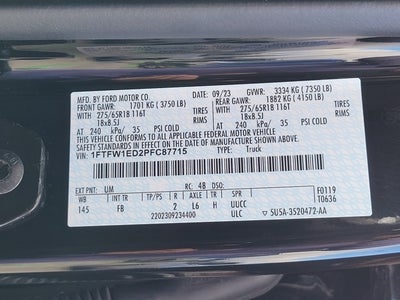 MFD. BY FORD MOTOR CO.
09/23 GVWR: 3334 KG (7350 LB)
FRONT GAWR: 1701 KG (3750 LB) REAR GAWR: 1882 KG (4150 LB)
WITH 275/65R18 116T TIRES WITH 275/65R18 116T
18x8.5J RIMS 18x8.5J
AT 240 kPa/ 35 PSI COLD AT 240 kPa/ 35 PSI COLD
THIS VEHICLE CONFORMS TO ALL APPLICABLE FEDERAL MOTOR VEHICLE
SAFETY STANDARDS IN EFFECT ON THE DATE OF MANUFACTURE SHOWN ABOVE.
VIN: 1FTFW1ED2PFC87715 TYPE: Truck
EXT PNT: UM RC: 48 DSO: F0119
WB INT TR TP/PS R AXLE TR SPR T0636
145 FB 2 L6 H UUCC
2202309234400 ULC 5U5A-3520472-AA